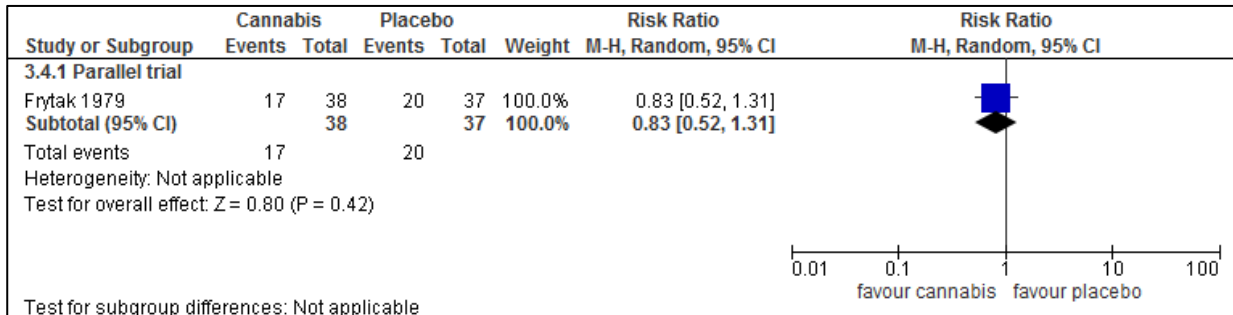 Cannabis Placebo Risk Ratio Risk Ratio
Study or Subgroup Events Total Events Total Weight M-H, Random, 95% CI M-H, Random, 95% CI
3.4.1 Parallel trial
Frytak 1979 17 38 20 37 100.0% 0.83 [0.52, 1.31]
Subtotal (95% CI) 38 37 100.0% 0.83 [0.52, 1.31]
Total events 17 20
Heterogeneity: Not applicable
Test for overall effect: Z = 0.80 (P = 0.42)
0.01 0.1 1 10 100
favour cannabis favour placebo
Test for subgroup differences: Not applicable